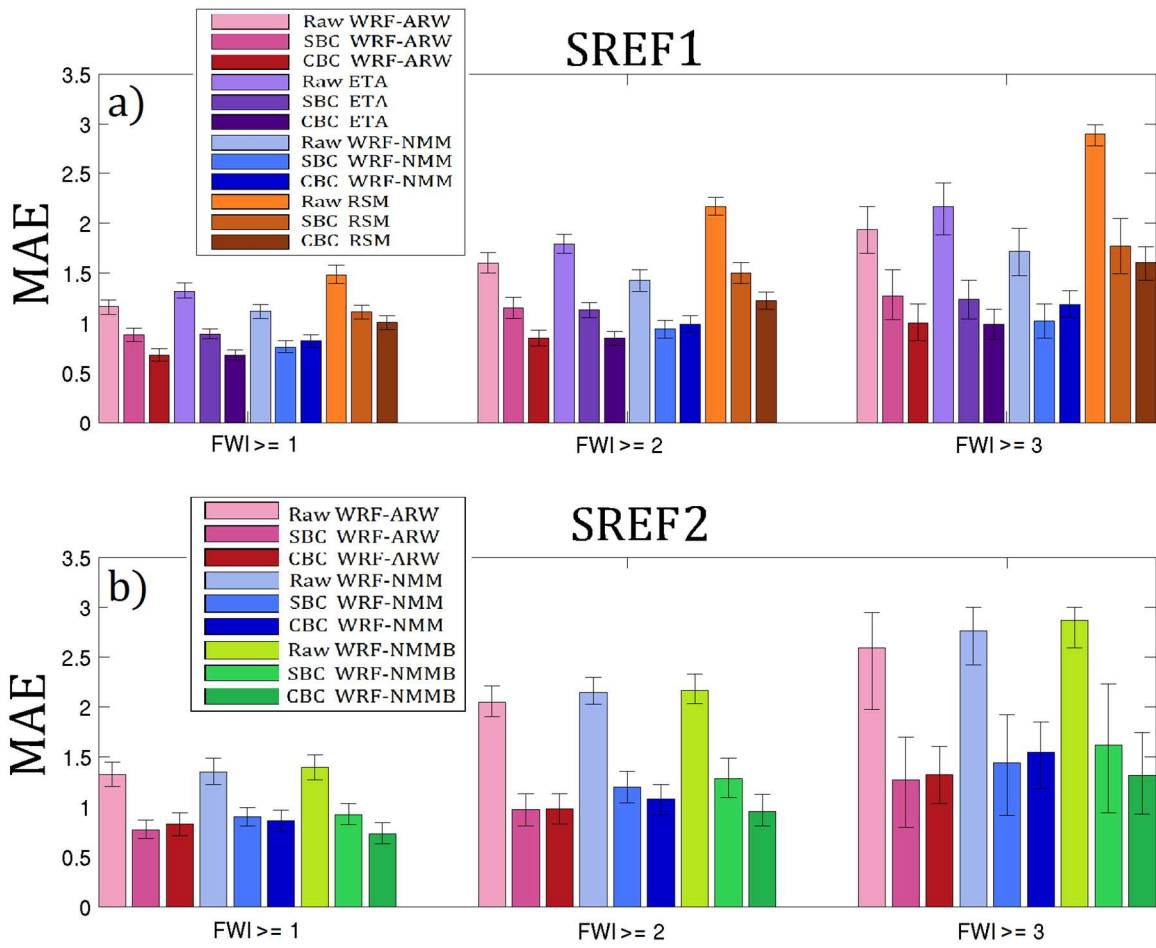 SREF1
a)
Raw WRF-ARW
SBC WRF-ARW
CBC WRF-ARW
Raw ETA
SBC ETA
CBC ETA
Raw WRF-NMM
SBC WRF-NMM
CBC WRF-NMM
Raw RSM
SBC RSM
CBC RSM
MAE
3.5
3
2.5
2
1.5
1
0.5
0
FWI >= 1
FWI >= 2
FWI >= 3
SREF2
b)
Raw WRF-ARW
SBC WRF-ARW
CBC WRF-ARW
Raw WRF-NMM
SBC WRF-NMM
CBC WRF-NMM
Raw WRF-NMMB
SBC WRF-NMMB
CBC WRF-NMMB
MAE
3.5
3
2.5
2
1.5
1
0.5
0
FWI >= 1
FWI >= 2
FWI >= 3